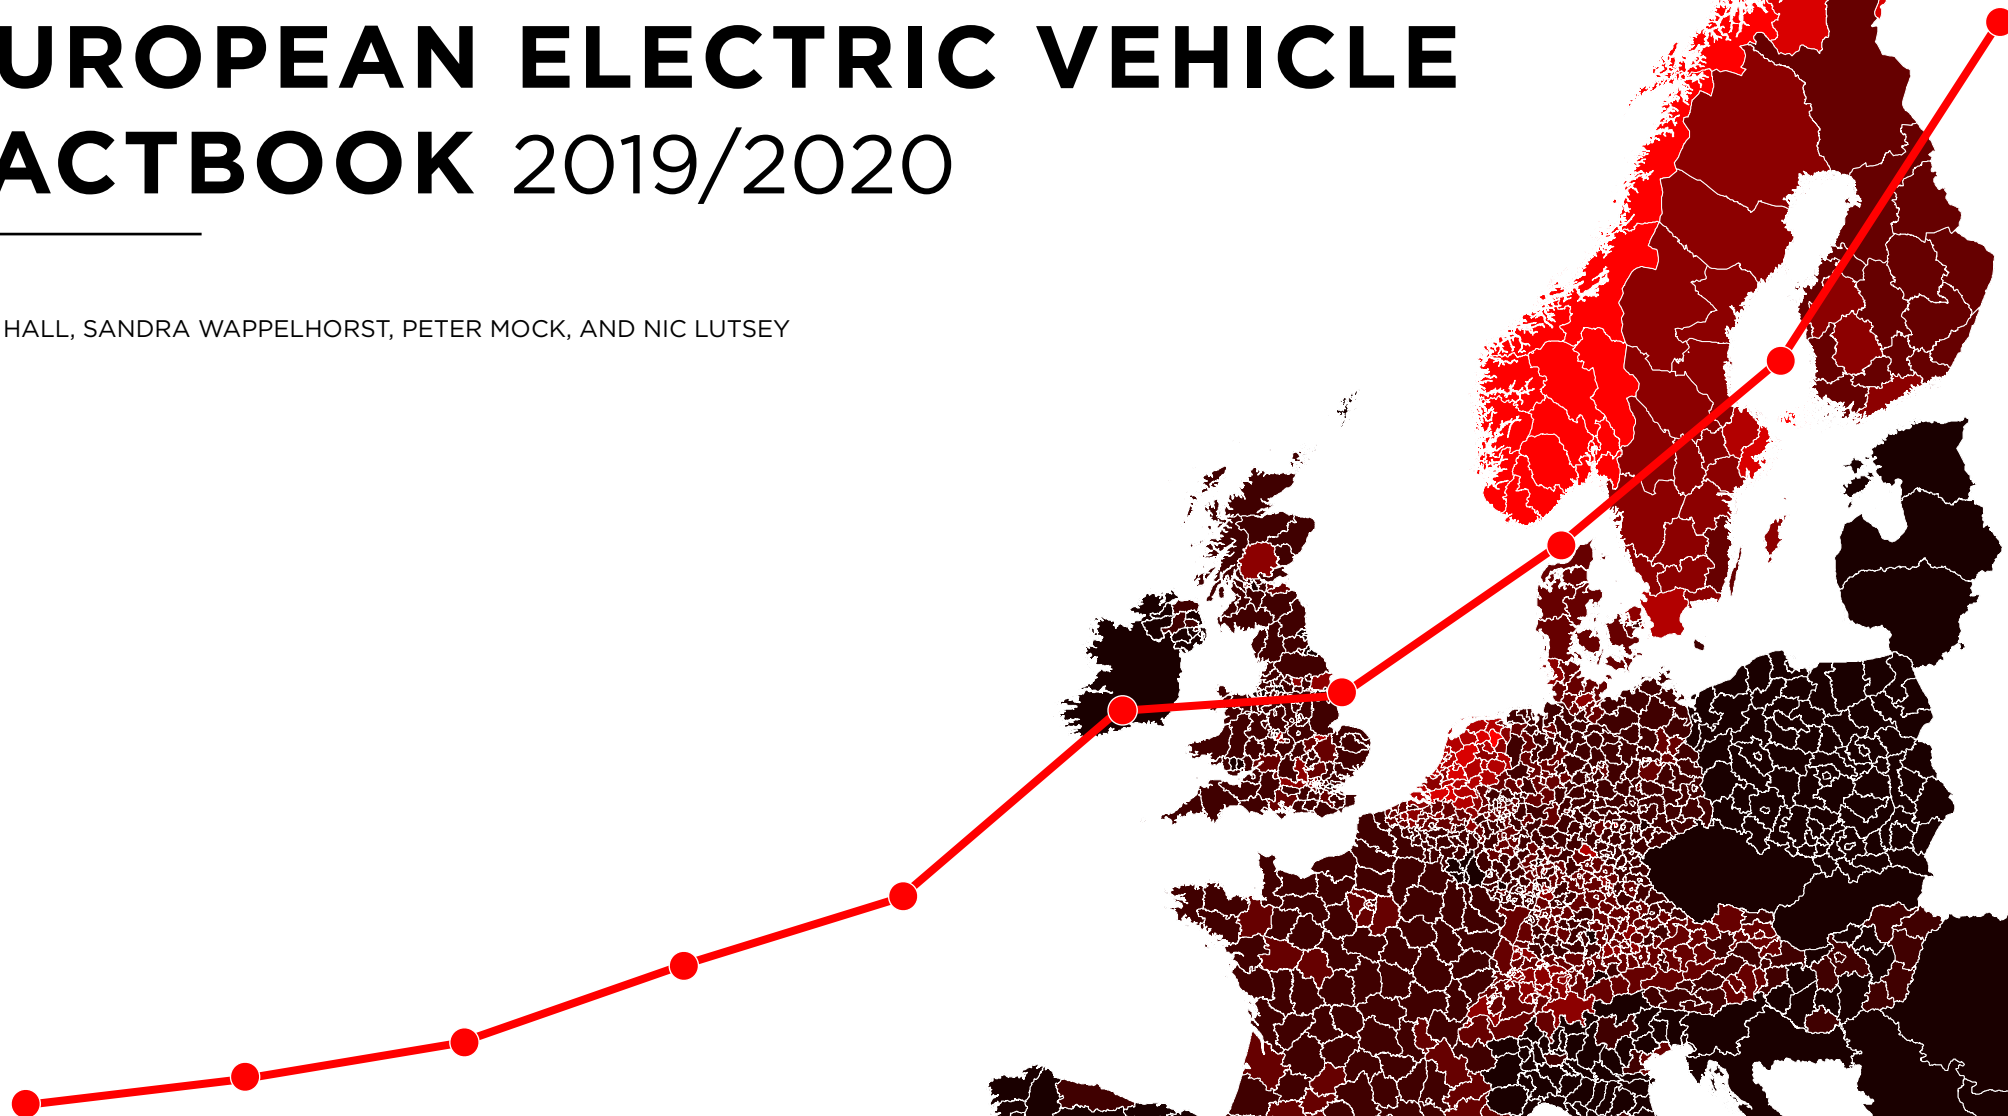 UROPEAN ELECTRIC VEHICLE
ACTBOOK 2019/2020
HALL, SANDRA WAPPELHORST, PETER MOCK, AND NIC LUTSEY